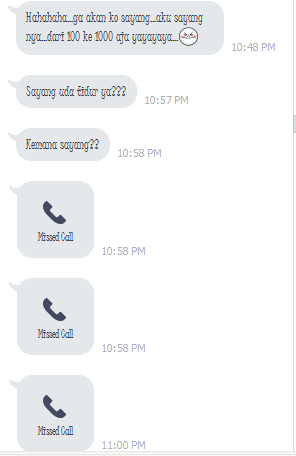 Hahahaha...ga akan ko sayang...aku sayang
nya...dari 100 ke 1000 aja yayayaya...
10:48 PM
Sayang uda tidur ya???
10:57 PM
Kemana sayang??
10:58 PM
Missed Call
10:58 PM
Missed Call
10:58 PM
Missed Call
11:00 PM